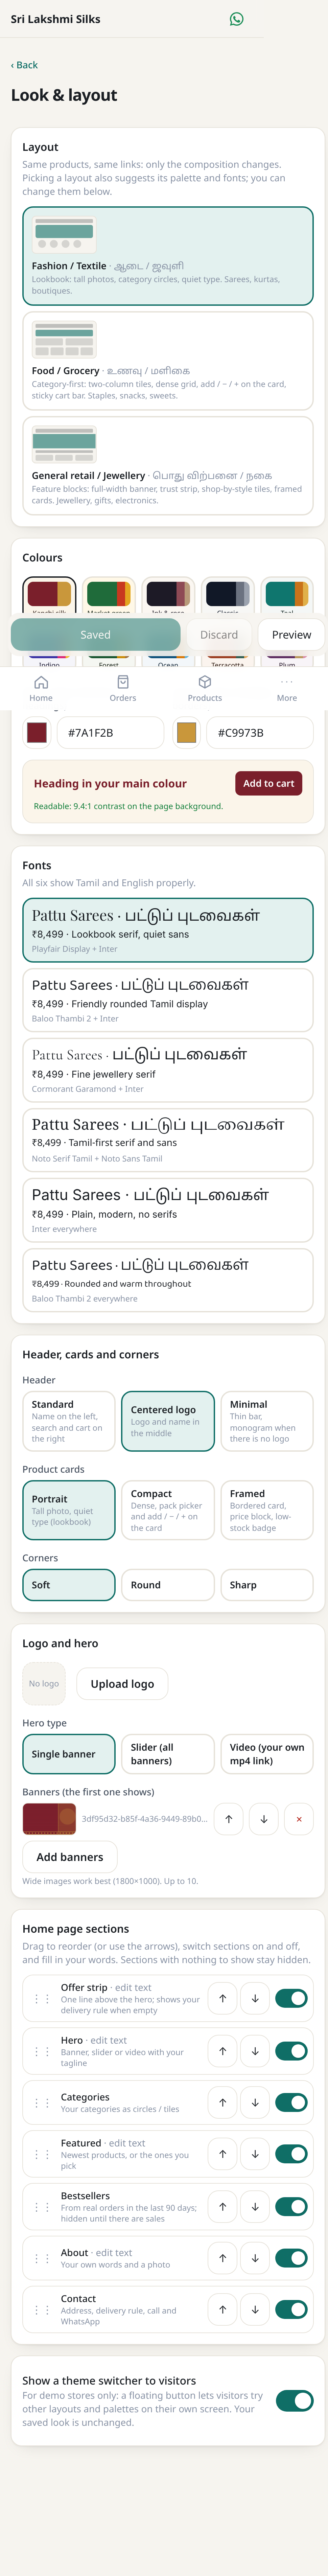 Sri Lakshmi Silks
‹ Back
Look & layout
Layout
Same products, same links: only the composition changes.
Picking a layout also suggests its palette and fonts; you can
change them below.
Fashion / Textile · ஆடை / ஜவுளி
Lookbook: tall photos, category circles, quiet type. Sarees, kurtas,
boutiques.
Food / Grocery · உணவு / மளிகை
Category-first: two-column tiles, dense grid, add / − / + on the card,
sticky cart bar. Staples, snacks, sweets.
General retail / Jewellery · பொது விற்பனை / நகை
Feature blocks: full-width banner, trust strip, shop-by-style tiles, framed
cards. Jewellery, gifts, electronics.
Colours
Saved
Discard
Preview
Indigo
Forest
Ocean
Terracotta
Plum
Home
Orders
Products
More
#7A1F2B
#C9973B
Heading in your main colour
Add to cart
Readable: 9.4:1 contrast on the page background.
Fonts
All six show Tamil and English properly.
Pattu Sarees · பட்டுப் புடவைகள்
₹8,499 · Lookbook serif, quiet sans
Playfair Display + Inter
Pattu Sarees · பட்டுப் புடவைகள்
₹8,499 · Friendly rounded Tamil display
Baloo Thambi 2 + Inter
Pattu Sarees · பட்டுப் புடவைகள்
₹8,499 · Fine jewellery serif
Cormorant Garamond + Inter
Pattu Sarees · பட்டுப் புடவைகள்
₹8,499 · Tamil-first serif and sans
Noto Serif Tamil + Noto Sans Tamil
Pattu Sarees · பட்டுப் புடவைகள்
₹8,499 · Plain, modern, no serifs
Inter everywhere
Pattu Sarees · பட்டுப் புடவைகள்
₹8,499 · Rounded and warm throughout
Baloo Thambi 2 everywhere
Header, cards and corners
Header
Standard
Name on the left,
search and cart on
the right
Centered logo
Logo and name in
the middle
Minimal
Thin bar,
monogram when
there is no logo
Product cards
Portrait
Tall photo, quiet
type (lookbook)
Compact
Dense, pack picker
and add / − / + on
the card
Framed
Bordered card,
price block, low-
stock badge
Corners
Soft
Round
Sharp
Logo and hero
No logo
Upload logo
Hero type
Single banner
Slider (all
banners)
Video (your own
mp4 link)
Banners (the first one shows)
3df95d32-b85f-4a36-9449-89b0...
↑
↓
×
Add banners
Wide images work best (1800×1000). Up to 10.
Home page sections
Drag to reorder (or use the arrows), switch sections on and off,
and fill in your words. Sections with nothing to show stay hidden.
Offer strip · edit text
One line above the hero; shows your
delivery rule when empty
Hero · edit text
Banner, slider or video with your
tagline
Categories
Your categories as circles / tiles
Featured · edit text
Newest products, or the ones you
pick
Bestsellers
From real orders in the last 90 days;
hidden until there are sales
About · edit text
Your own words and a photo
Contact
Address, delivery rule, call and
WhatsApp
Show a theme switcher to visitors
For demo stores only: a floating button lets visitors try
other layouts and palettes on their own screen. Your
saved look is unchanged.